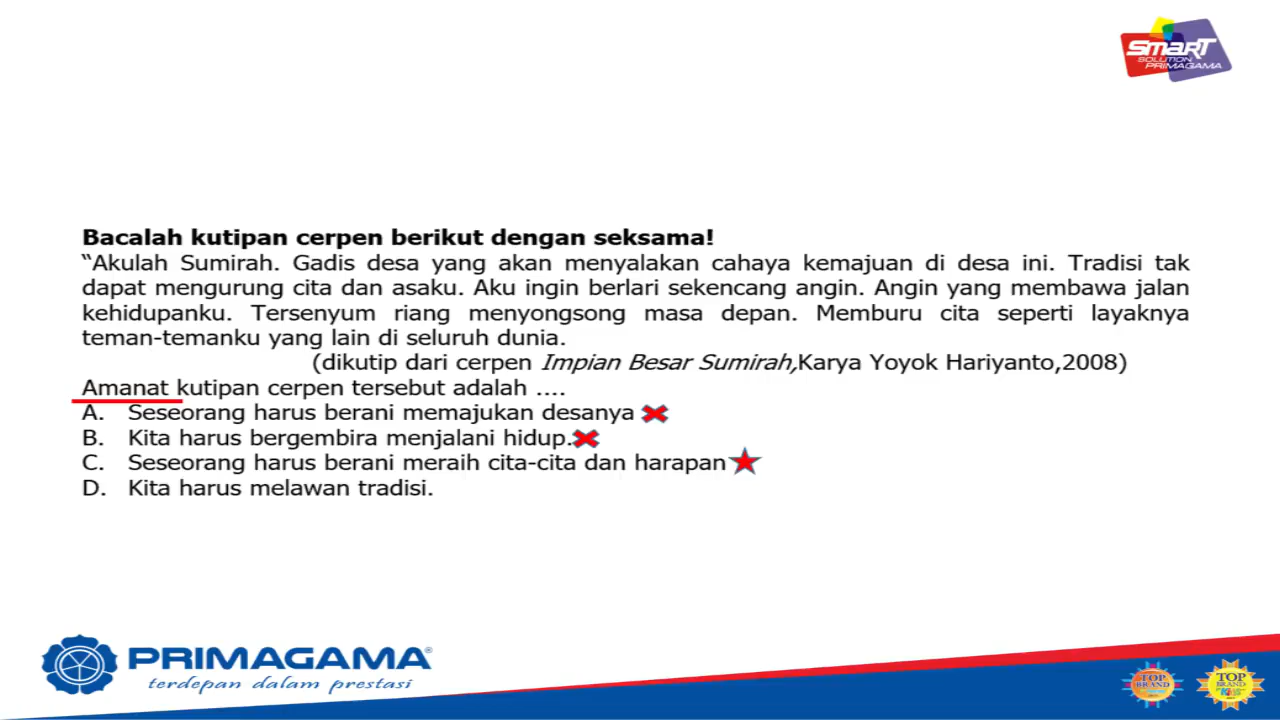 SMART
SOLUTION
PRIMAGAMA
Bacalah kutipan cerpen berikut dengan seksama!
“Akulah Sumirah. Gadis desa yang akan menyalakan cahaya kemajuan di desa ini. Tradisi tak
dapat mengurung cita dan asaku. Aku ingin berlari sekencang angin. Angin yang membawa jalan
kehidupanku. Tersenyum riang menyongsong masa depan. Memburu cita seperti layaknya
teman-temanku yang lain di seluruh dunia.
(dikutip dari cerpen Impian Besar Sumirah,Karya Yoyok Hariyanto,2008)
Amanat kutipan cerpen tersebut adalah ....
A. Seseorang harus berani memajukan desanya
B. Kita harus bergembira menjalani hidup.
C. Seseorang harus berani meraih cita-cita dan harapan
D. Kita harus melawan tradisi.
PRIMAGAMA®
terdepan dalam prestasi
TOP
BRAND
TOP
BRAND